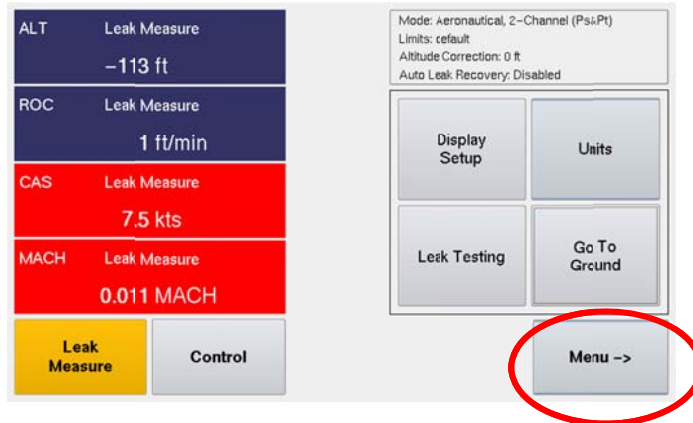 ALT Leak Measure
−113 ft
ROC Leak Measure
1 ft/min
CAS Leak Measure
7.5 kts
MACH Leak Measure
0.011 MACH
Leak
Measure
Control
Mode: Aeronautical, 2−Channel (Ps&Pt)
Limits: default
Altitude Correction: 0 ft
Auto Leak Recovery: Disabled
Display
Setup
Units
Leak Testing
Go To
Ground
Menu −>